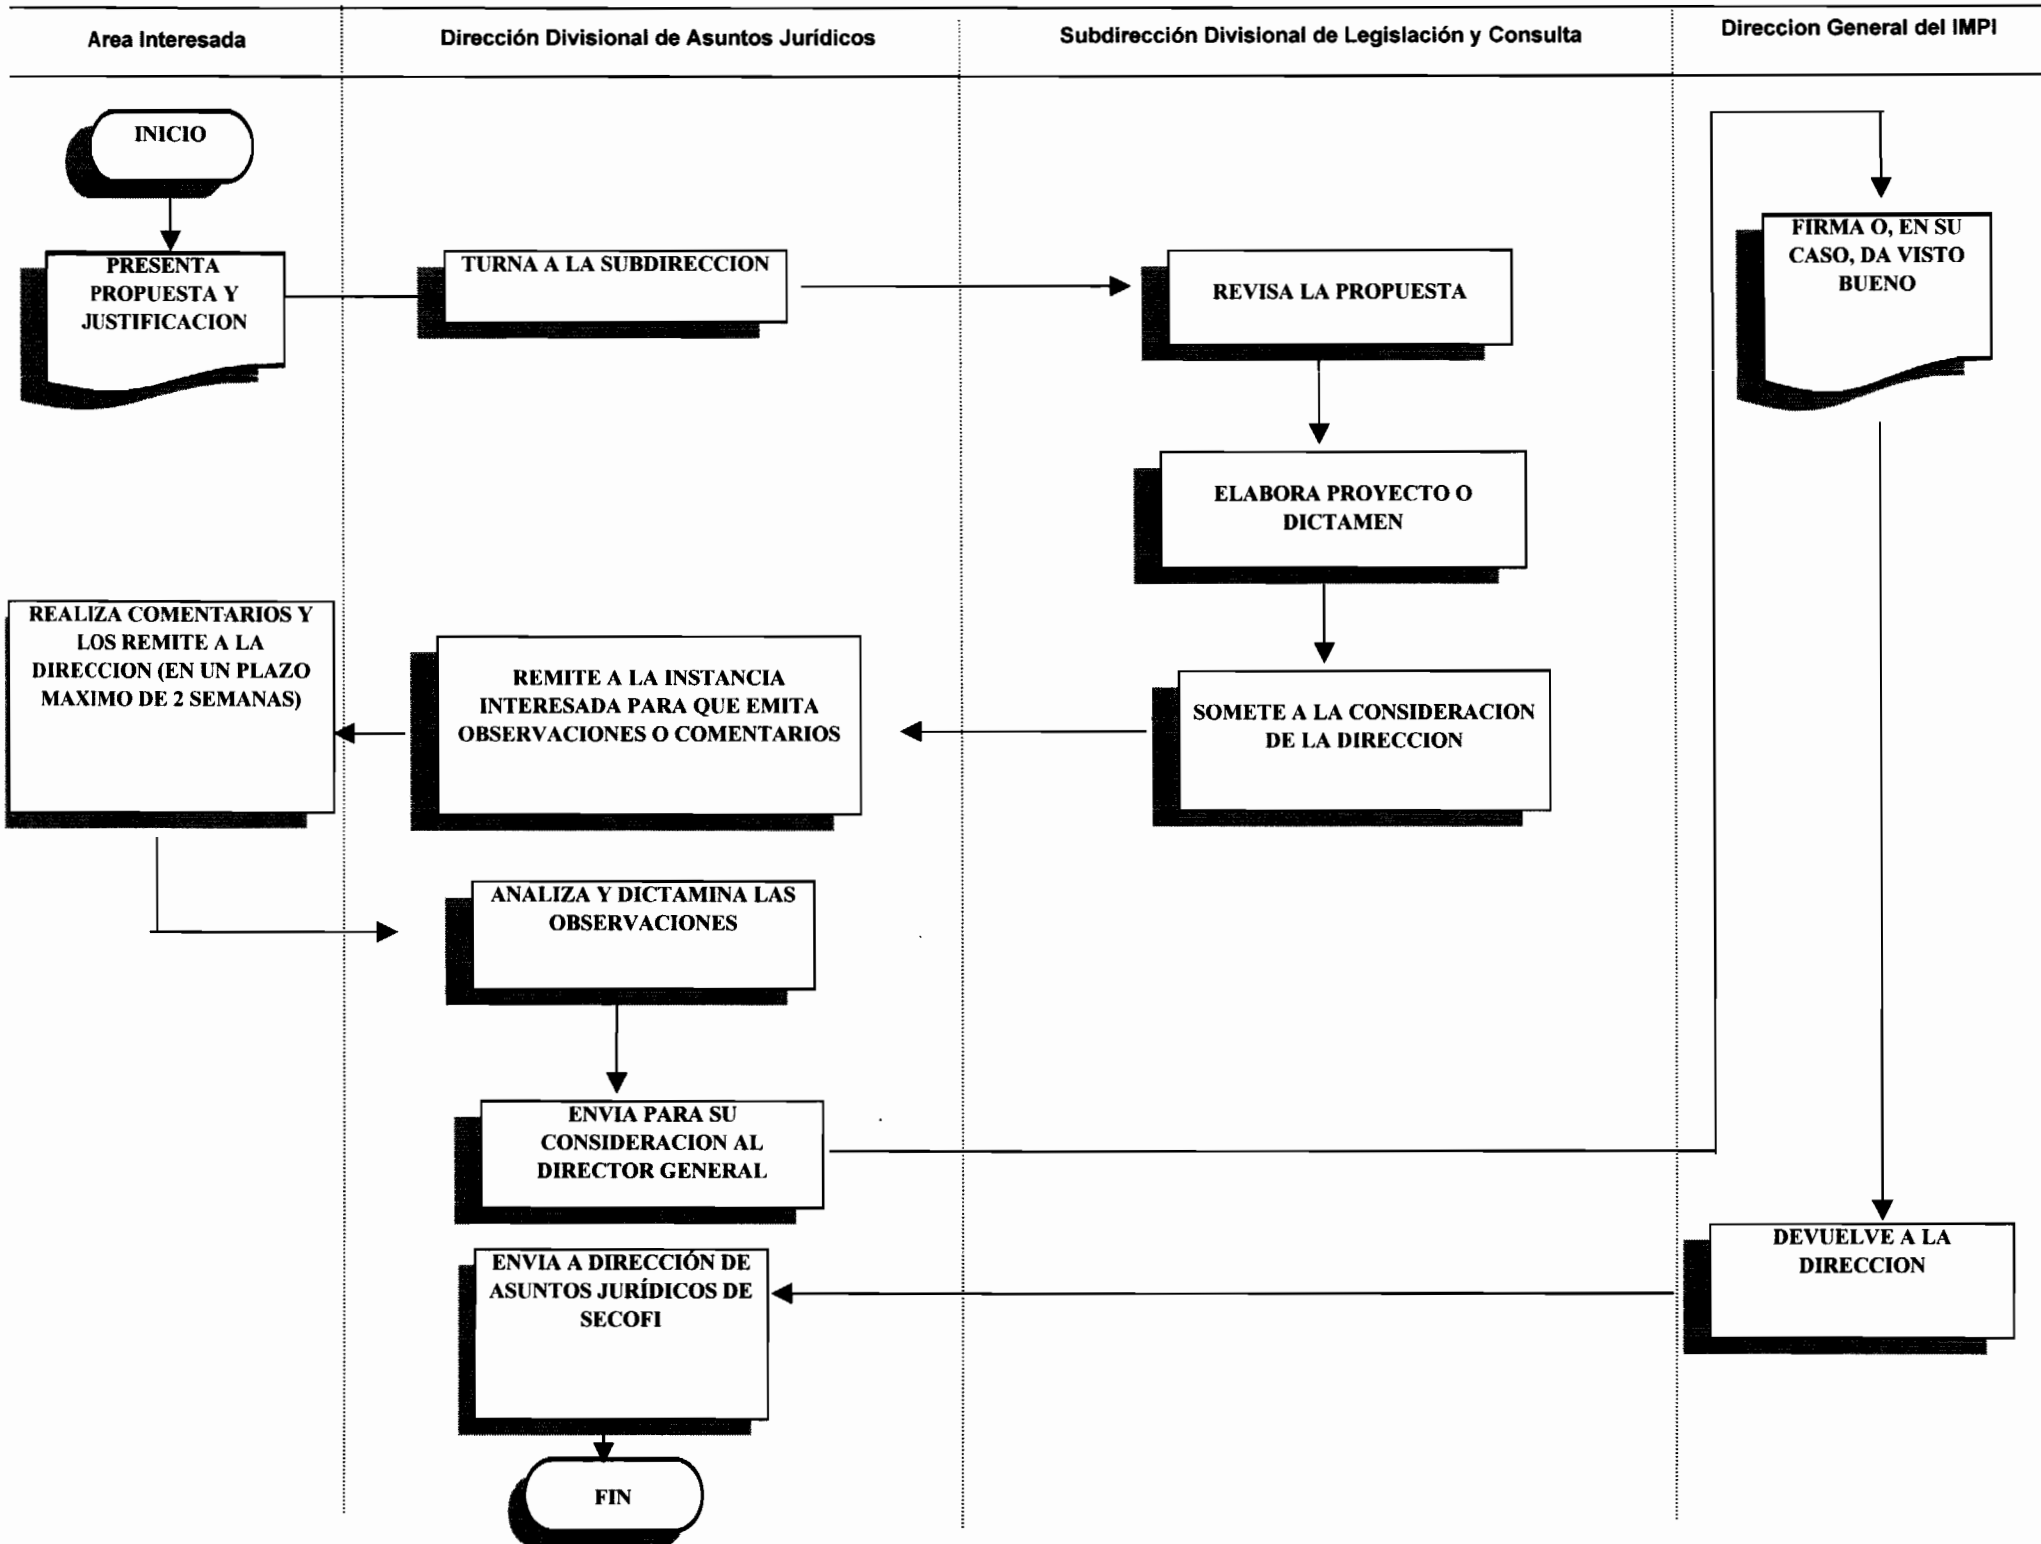 Area Interesada
Dirección Divisional de Asuntos Jurídicos
Subdirección Divisional de Legislación y Consulta
Direccion General del IMPI
INICIO
PRESENTA
PROPUESTA Y
JUSTIFICACION
TURNA A LA SUBDIRECCION
REVISA LA PROPUESTA
FIRMA O, EN SU
CASO, DA VISTO
BUENO
ELABORA PROYECTO O
DICTAMEN
REALIZA COMENTARIOS Y
LOS REMITE A LA
DIRECCION (EN UN PLAZO
MAXIMO DE 2 SEMANAS)
REMITE A LA INSTANCIA
INTERESADA PARA QUE EMITA
OBSERVACIONES O COMENTARIOS
SOMETE A LA CONSIDERACION
DE LA DIRECCION
ANALIZA Y DICTAMINA LAS
OBSERVACIONES
ENVIA PARA SU
CONSIDERACION AL
DIRECTOR GENERAL
DEVUELVE A LA
DIRECCION
ENVIA A DIRECCIÓN DE
ASUNTOS JURÍDICOS DE
SECOFI
FIN